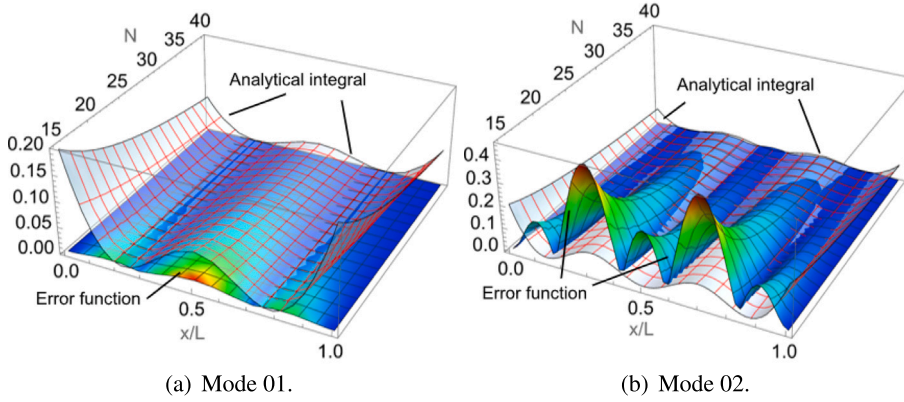 40
35
30
N
25
20
15
Analytical integral
0.20
0.15
0.10
0.05
0.00
0.0
Error function
0.5
x/L
1.0
(a) Mode 01.
40
35
30
N
25
20
15
Analytical integral
0.4
0.3
0.2
0.1
0.0
0.0
Error function
0.5
x/L
1.0
(b) Mode 02.